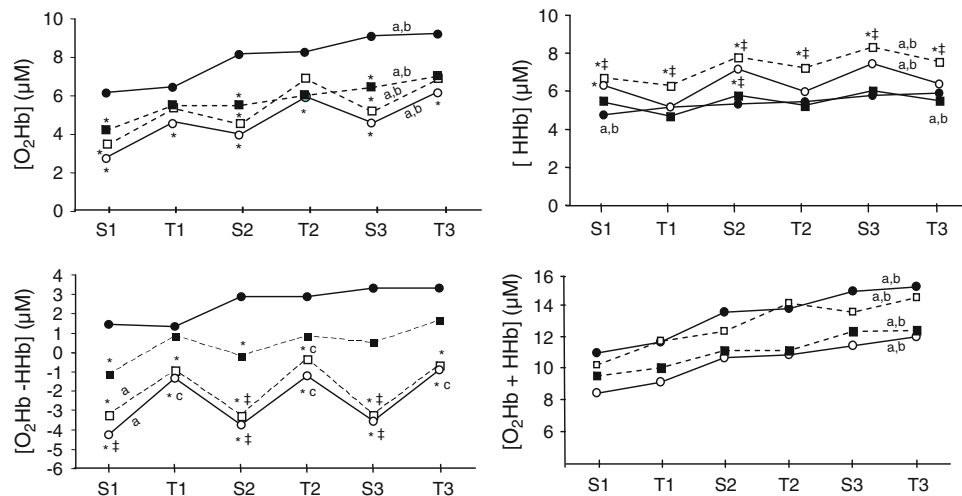 [O₂Hb] (µM)
10
8
6
4
2
0
a,b
* * * * a,b
* * * a,b
* * * * * * a,b
S1 T1 S2 T2 S3 T3
[ HHb] (µM)
10
8
6
4
2
0
*‡ *‡ *‡ *‡ *‡ a,b *‡
* a,b
*‡
a,b a,b
S1 T1 S2 T2 S3 T3
[O₂Hb -HHb] (µM)
4
3
2
1
0
-1
-2
-3
-4
-5
-6
* * * * c *
* a *‡ *‡
a * c * c * c
*‡ *‡ *‡
S1 T1 S2 T2 S3 T3
[O₂Hb + HHb] (µM)
16
14
12
10
8
6
a,b
a,b
a,b
a,b
S1 T1 S2 T2 S3 T3